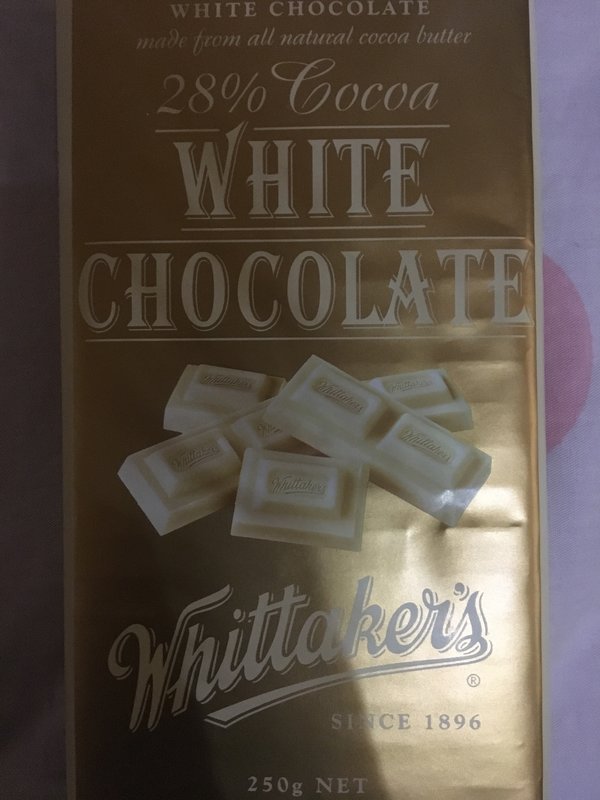 WHITE CHOCOLATE
made from all natural cocoa butter
28% Cocoa
WHITE
CHOCOLATE
Whittaker's
Whittaker's
Whittaker's
Whittaker's
Whittaker's
Whittaker's
Whittaker's
®
SINCE 1896
250g NET